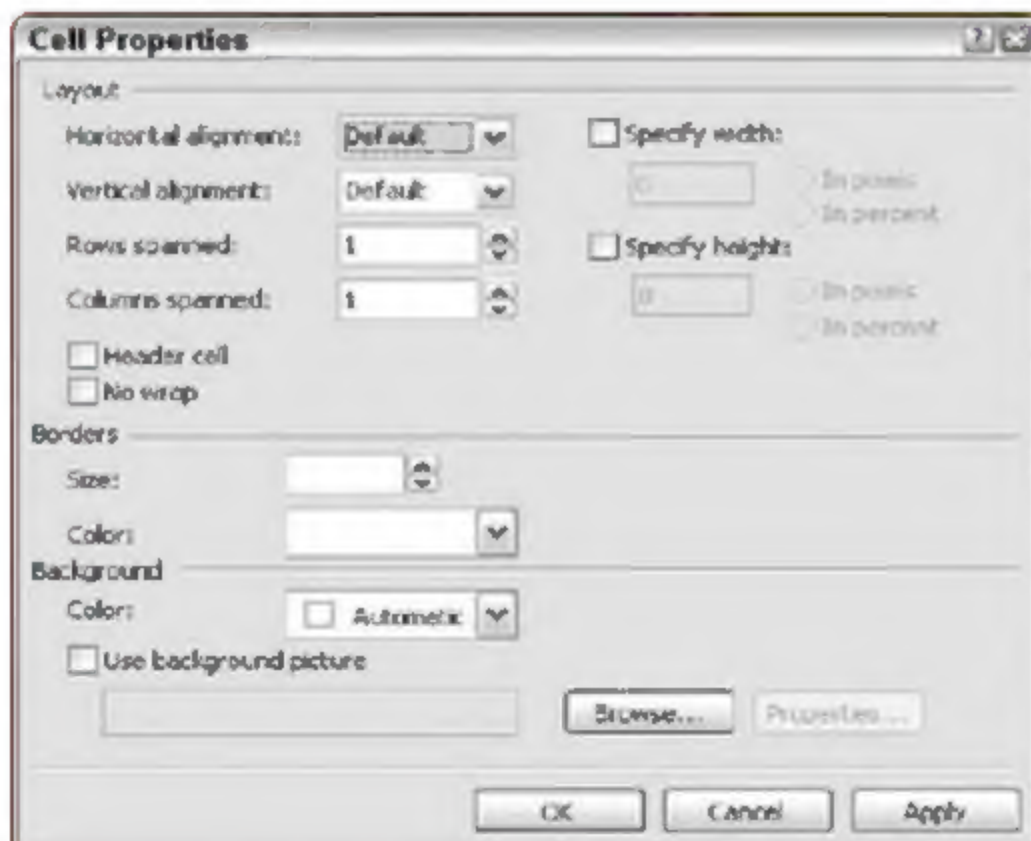 Cell Properties
Layout
Horizontal alignment: Default
Specify width:
Vertical alignment: Default
0
In pixels
In percent
Rows spanned: 1
Specify height:
Columns spanned: 1
0
In pixels
In percent
Header cell
No wrap
Borders
Size:
Color:
Background
Color: Automatic
Use background picture
Browse... Properties...
OK Cancel Apply